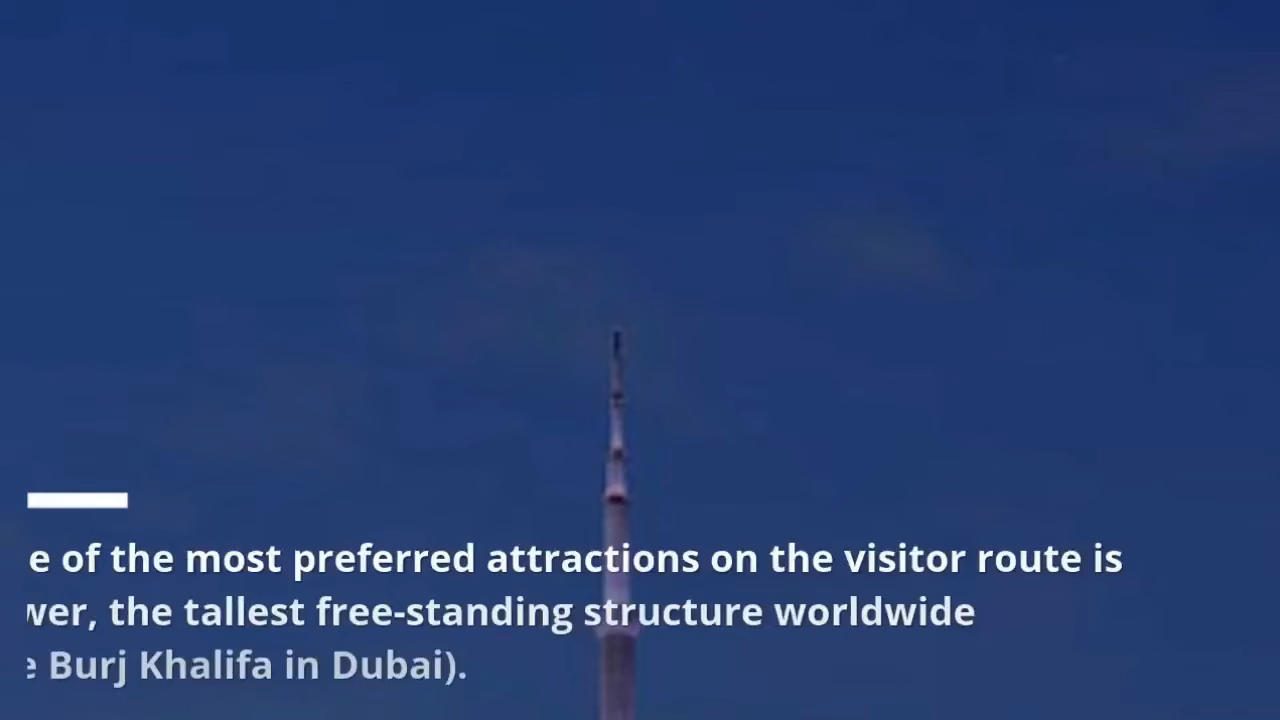 of the most preferred attractions on the visitor route is
the tallest free-standing structure worldwide
Burj Khalifa in Dubai).